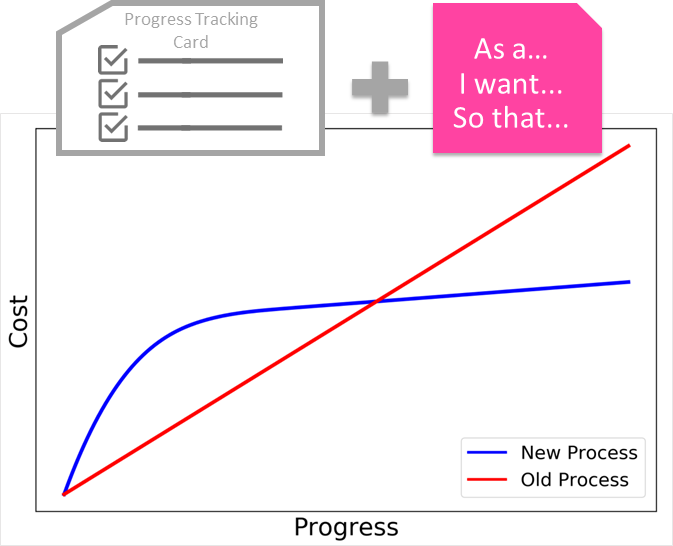 Progress Tracking
Card
As a...
I want...
So that...
Cost
New Process
Old Process
Progress